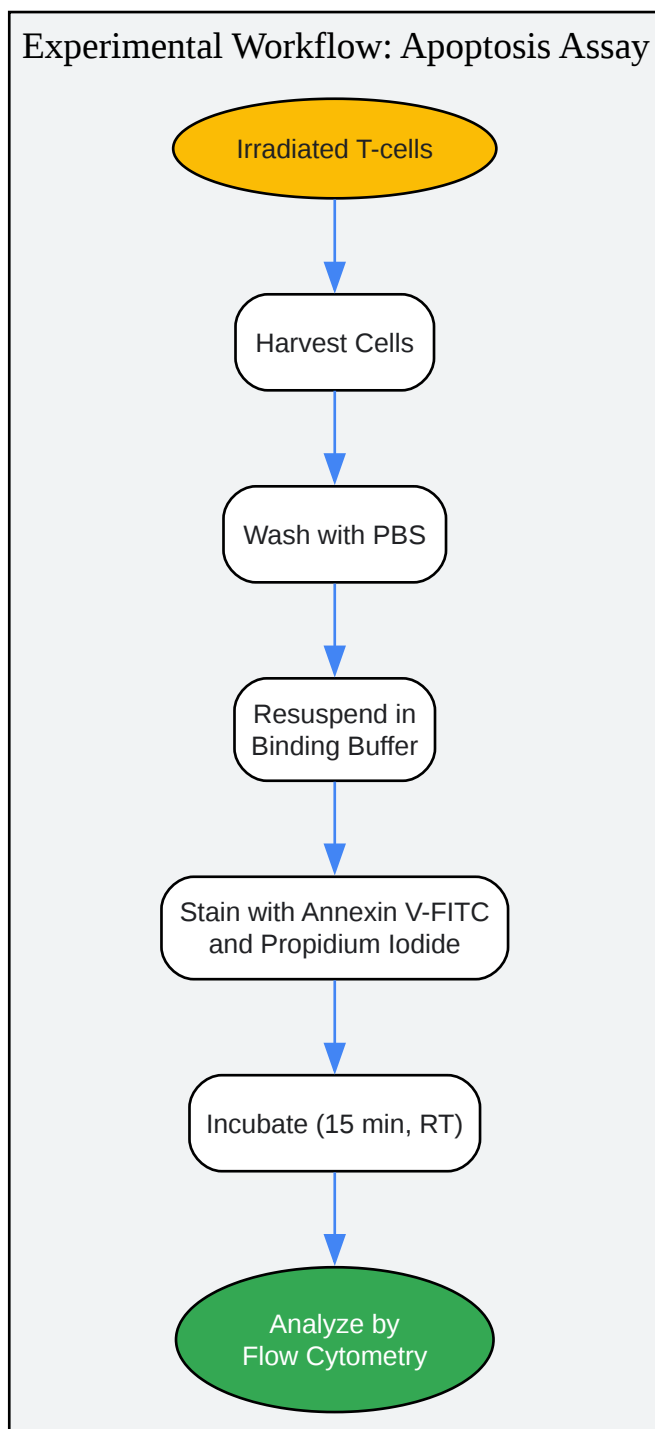 Experimental Workflow: Apoptosis Assay
Irradiated T-cells
Harvest Cells
Wash with PBS
Resuspend in
Binding Buffer
Stain with Annexin V-FITC
and Propidium Iodide
Incubate (15 min, RT)
Analyze by
Flow Cytometry